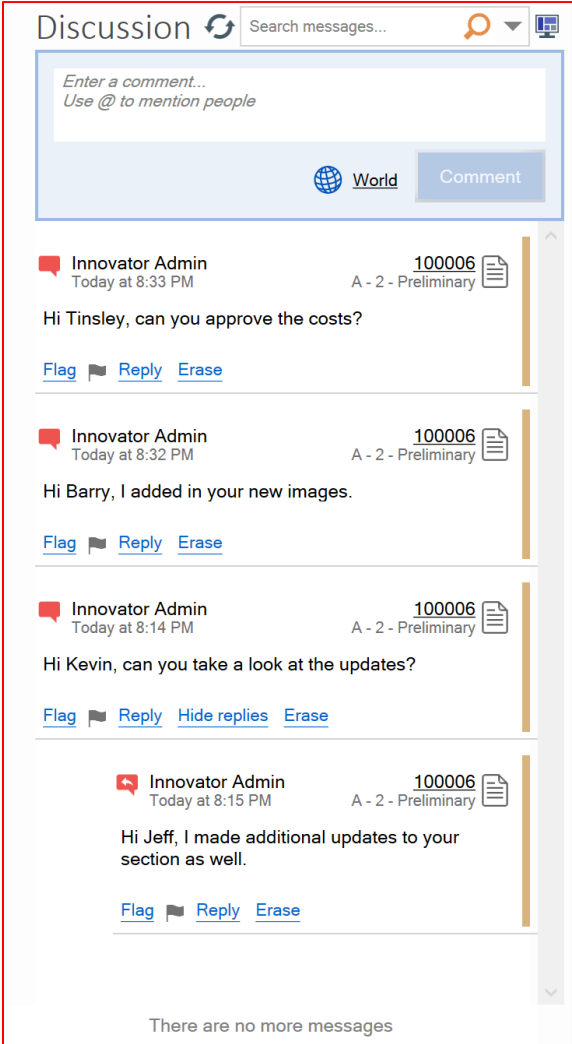 Discussion Search messages...
Enter a comment...
Use @ to mention people
World Comment
Innovator Admin 100006
Today at 8:33 PM A - 2 - Preliminary
Hi Tinsley, can you approve the costs?
Flag Reply Erase
Innovator Admin 100006
Today at 8:32 PM A - 2 - Preliminary
Hi Barry, I added in your new images.
Flag Reply Erase
Innovator Admin 100006
Today at 8:14 PM A - 2 - Preliminary
Hi Kevin, can you take a look at the updates?
Flag Reply Hide replies Erase
Innovator Admin 100006
Today at 8:15 PM A - 2 - Preliminary
Hi Jeff, I made additional updates to your
section as well.
Flag Reply Erase
There are no more messages